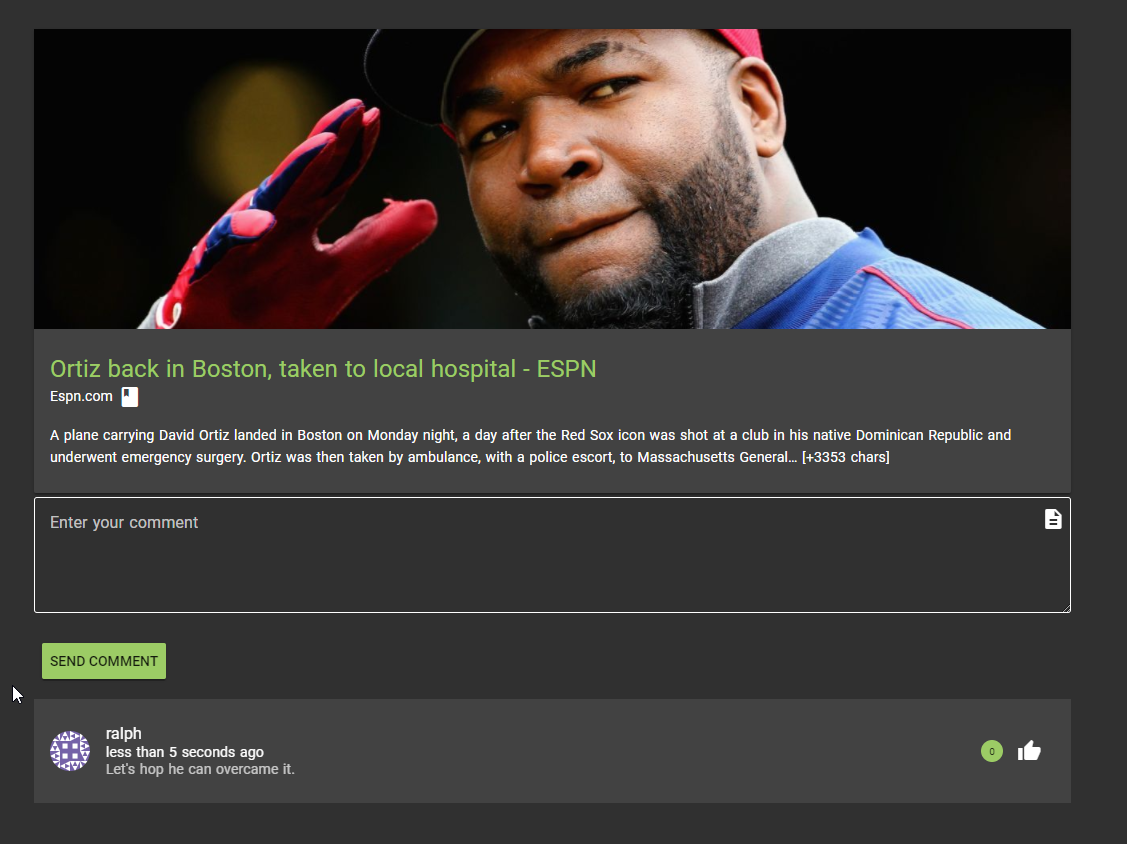 Ortiz back in Boston, taken to local hospital - ESPN
Espn.com
A plane carrying David Ortiz landed in Boston on Monday night, a day after the Red Sox icon was shot at a club in his native Dominican Republic and
underwent emergency surgery. Ortiz was then taken by ambulance, with a police escort, to Massachusetts General… [+3353 chars]
Enter your comment
SEND COMMENT
ralph
less than 5 seconds ago
Let's hop he can overcame it.
0